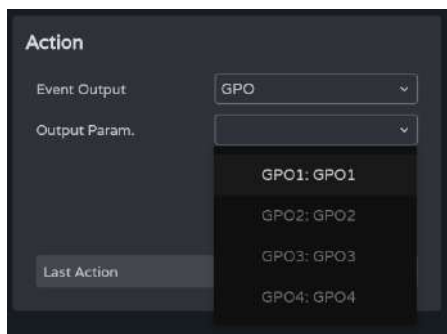 Action
Event Output GPO
Output Param.
GPO1: GPO1
GPO2: GPO2
GPO3: GPO3
Last Action
GPO4: GPO4